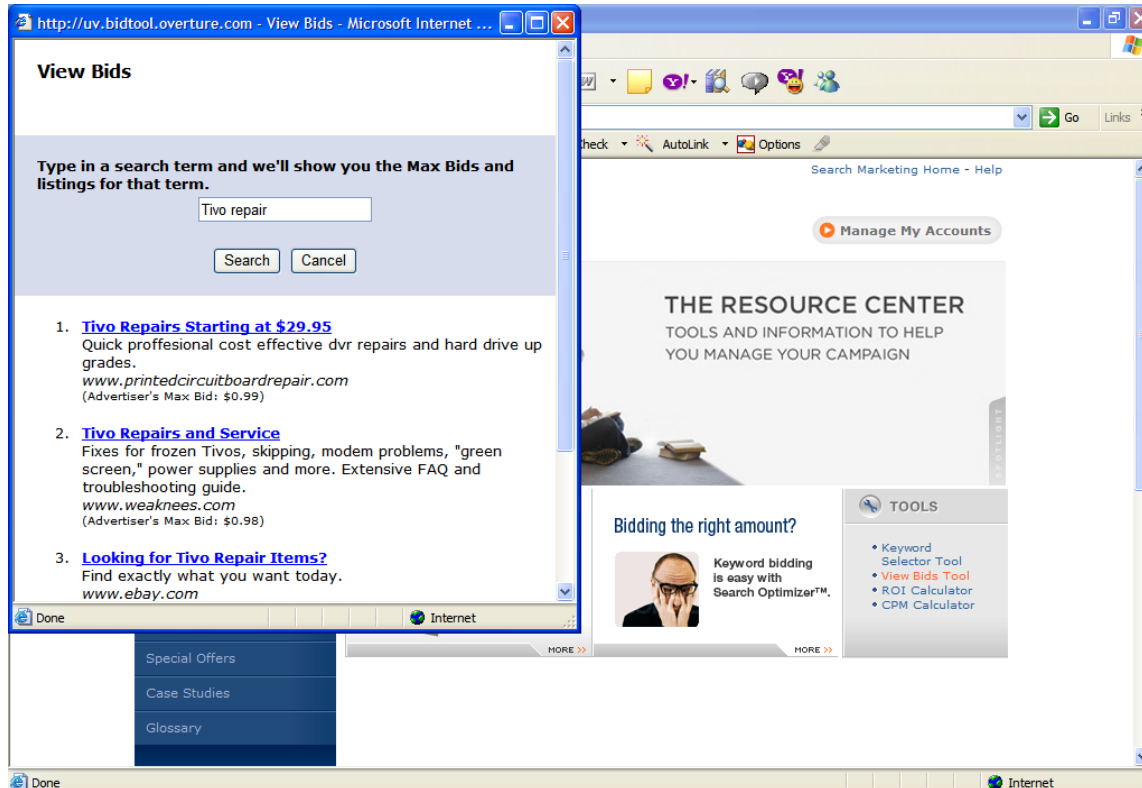 http://uv.bidtool.overture.com - View Bids - Microsoft Internet ...
View Bids
Type in a search term and we'll show you the Max Bids and
listings for that term.
Tivo repair
Search Cancel
1. Tivo Repairs Starting at $29.95
Quick proffesional cost effective dvr repairs and hard drive up
grades.
www.printedcircuitboardrepair.com
(Advertiser's Max Bid: $0.99)
2. Tivo Repairs and Service
Fixes for frozen Tivos, skipping, modem problems, "green
screen," power supplies and more. Extensive FAQ and
troubleshooting guide.
www.weaknees.com
(Advertiser's Max Bid: $0.98)
3. Looking for Tivo Repair Items?
Find exactly what you want today.
www.ebay.com
Done Internet
Go Links
AutoLink Options
Search Marketing Home - Help
Manage My Accounts
THE RESOURCE CENTER
TOOLS AND INFORMATION TO HELP
YOU MANAGE YOUR CAMPAIGN
SPOTLIGHT
Bidding the right amount?
Keyword bidding
is easy with
Search Optimizer™.
MORE >>
MORE >>
TOOLS
• Keyword
Selector Tool
• View Bids Tool
• ROI Calculator
• CPM Calculator
Special Offers
Case Studies
Glossary
Done Internet